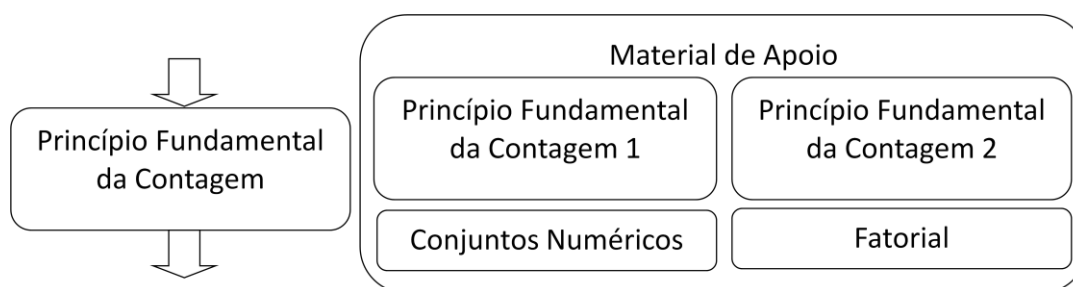 Princípio Fundamental
da Contagem
Material de Apoio
Princípio Fundamental
da Contagem 1
Princípio Fundamental
da Contagem 2
Conjuntos Numéricos
Fatorial